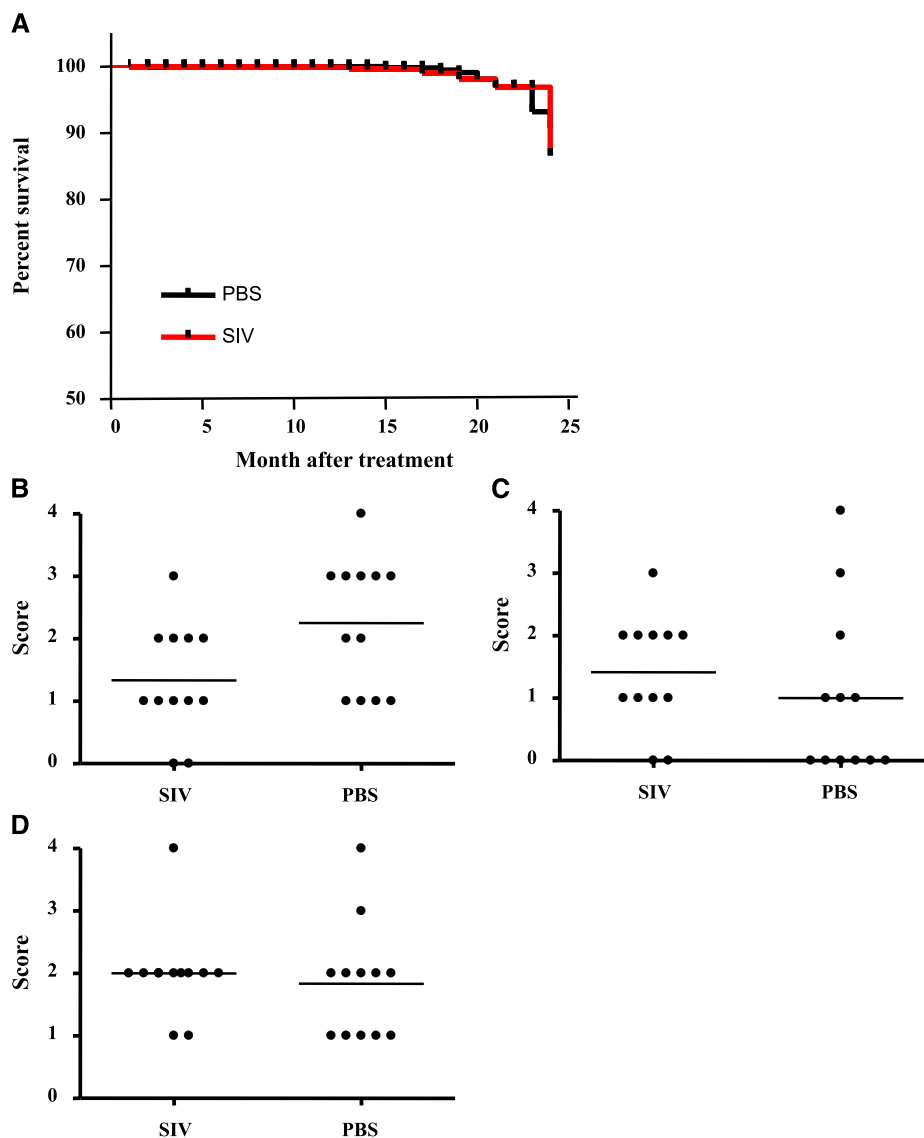 A
100
90
80
70
60
50
Percent survival
PBS
SIV
0 5 10 15 20 25
Month after treatment
B
4
3
2
1
0
Score
SIV PBS
C
4
3
2
1
0
Score
SIV PBS
D
4
3
2
1
0
Score
SIV PBS